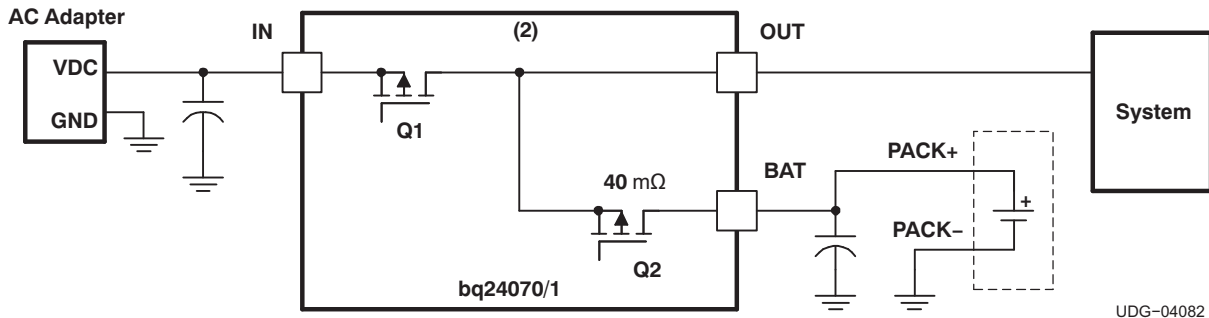 AC Adapter
VDC
GND
IN
(2)
OUT
Q1
System
40 mΩ
BAT
PACK+
+
PACK−
Q2
bq24070/1
UDG−04082